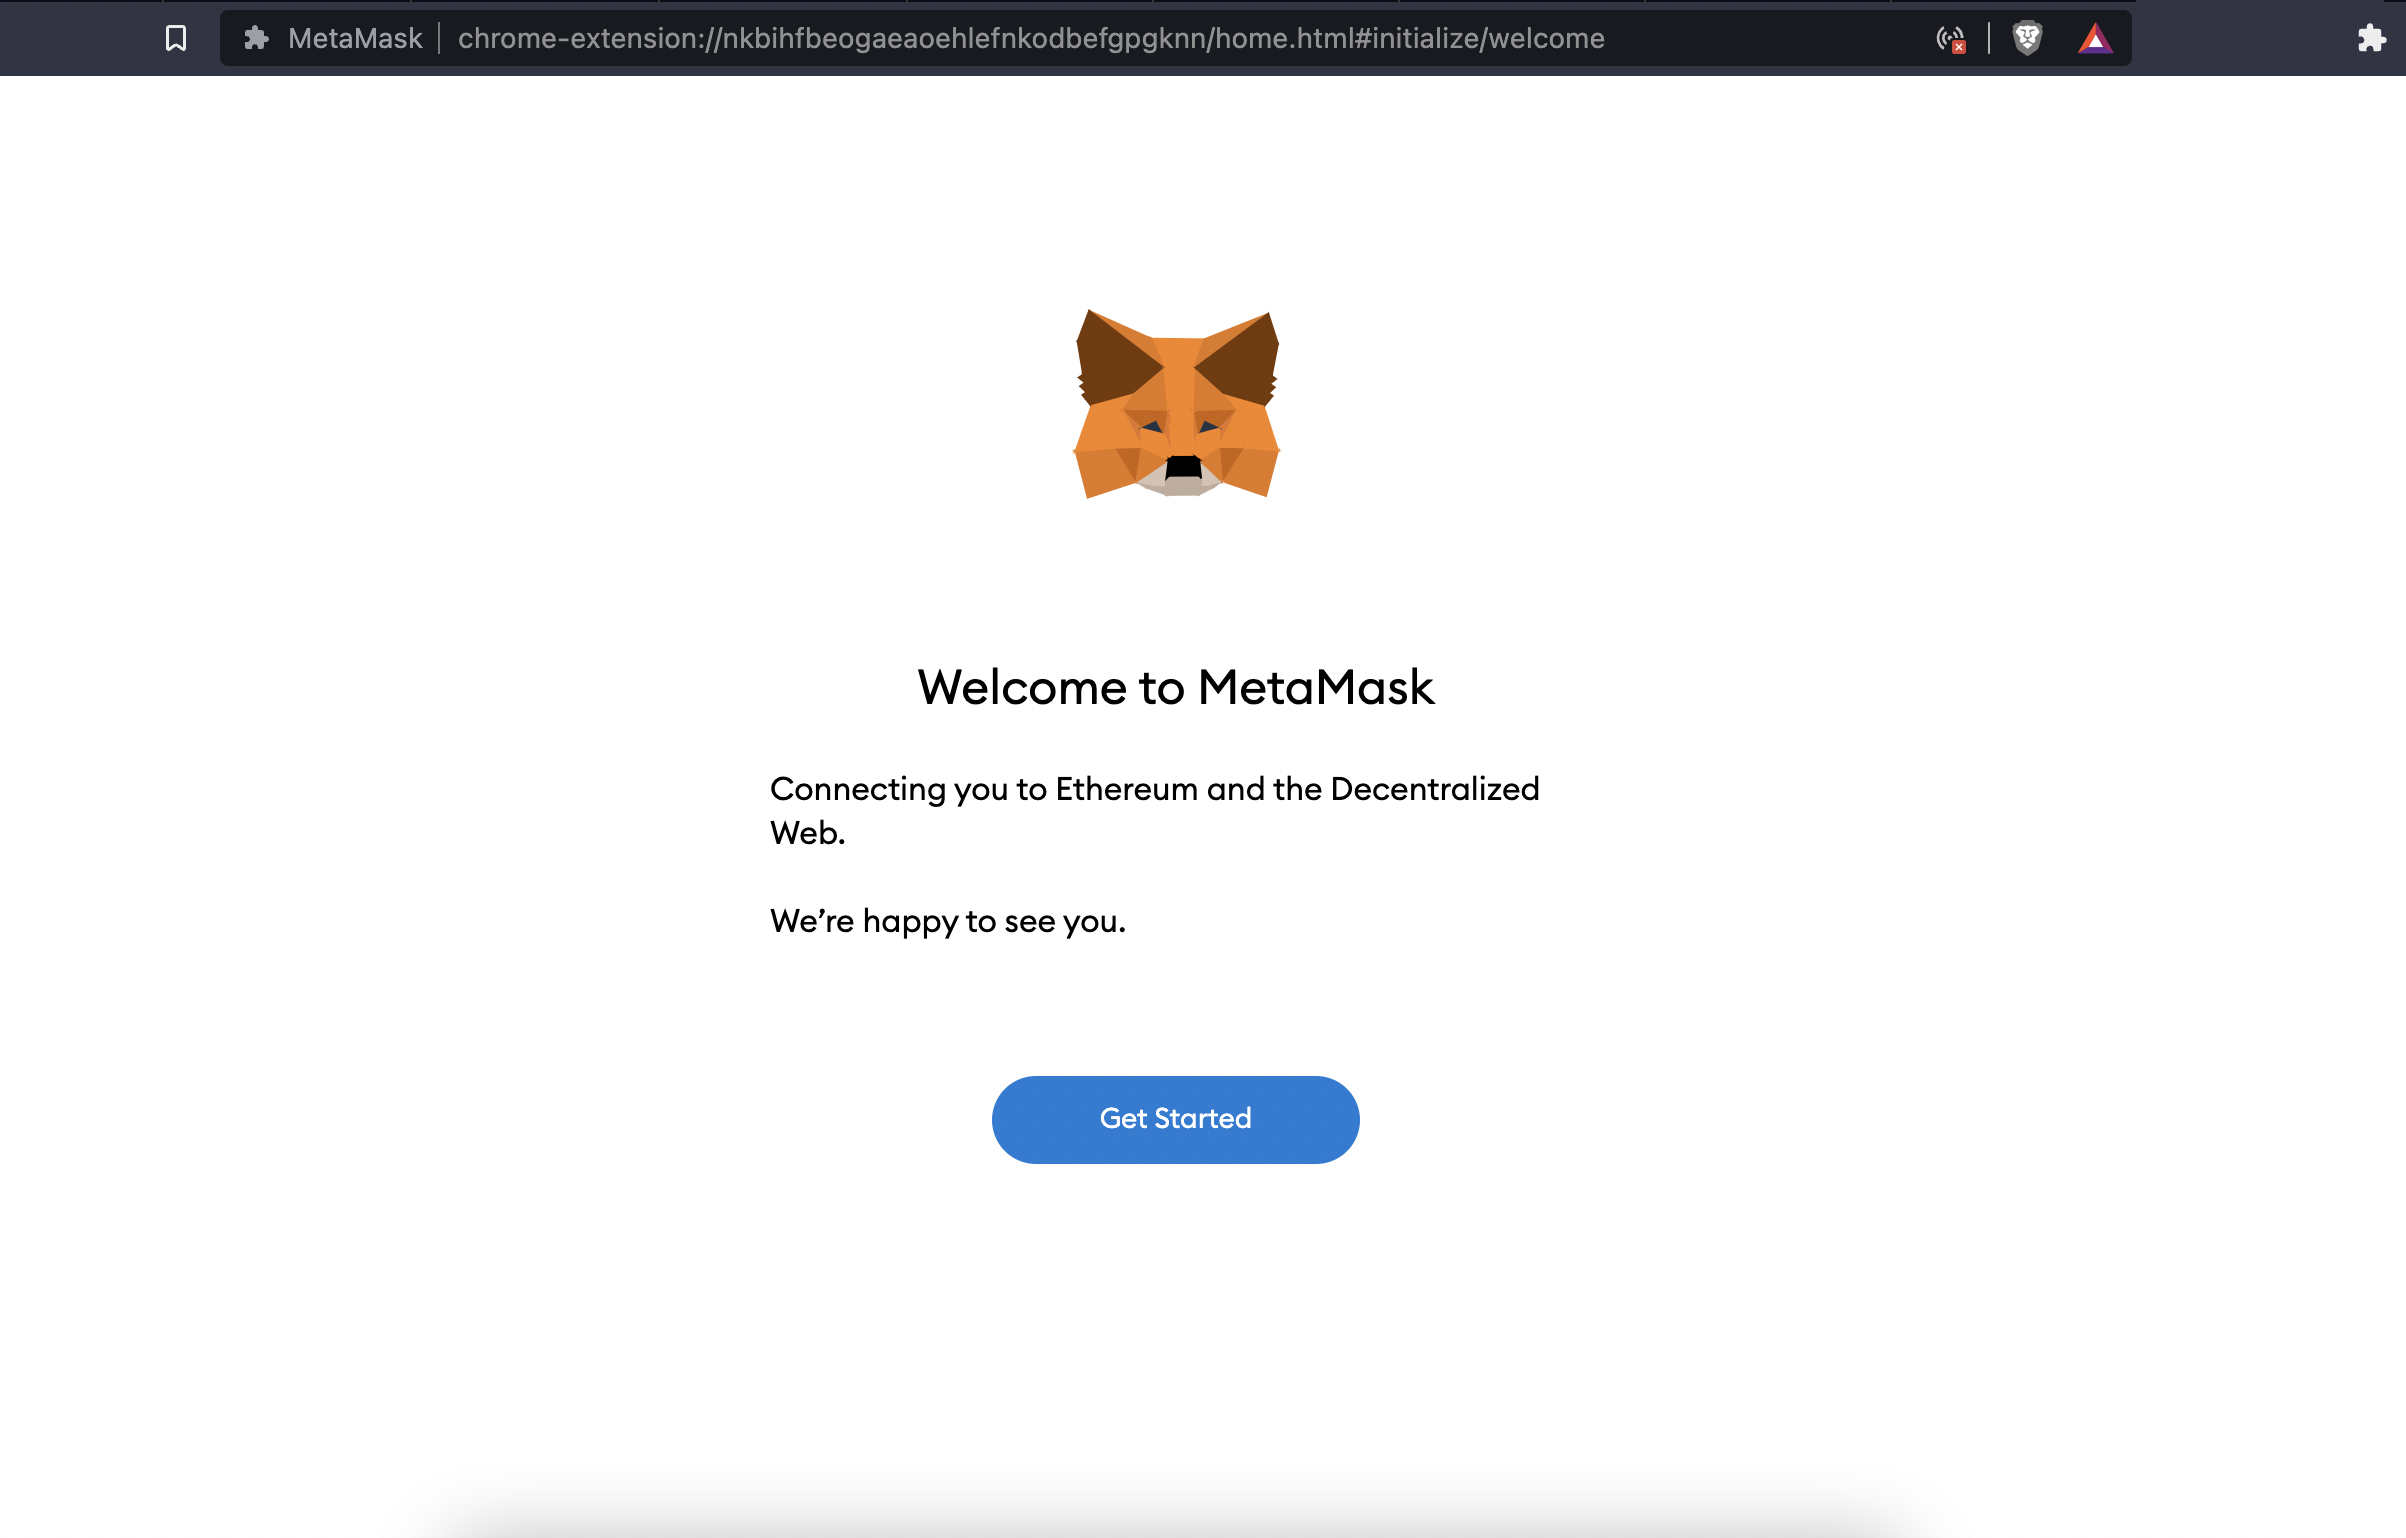 MetaMask chrome-extension://nkbihfbeogaeaoehlefnkodbefgpgknn/home.html#initialize/welcome
Welcome to MetaMask
Connecting you to Ethereum and the Decentralized
Web.
We’re happy to see you.
Get Started